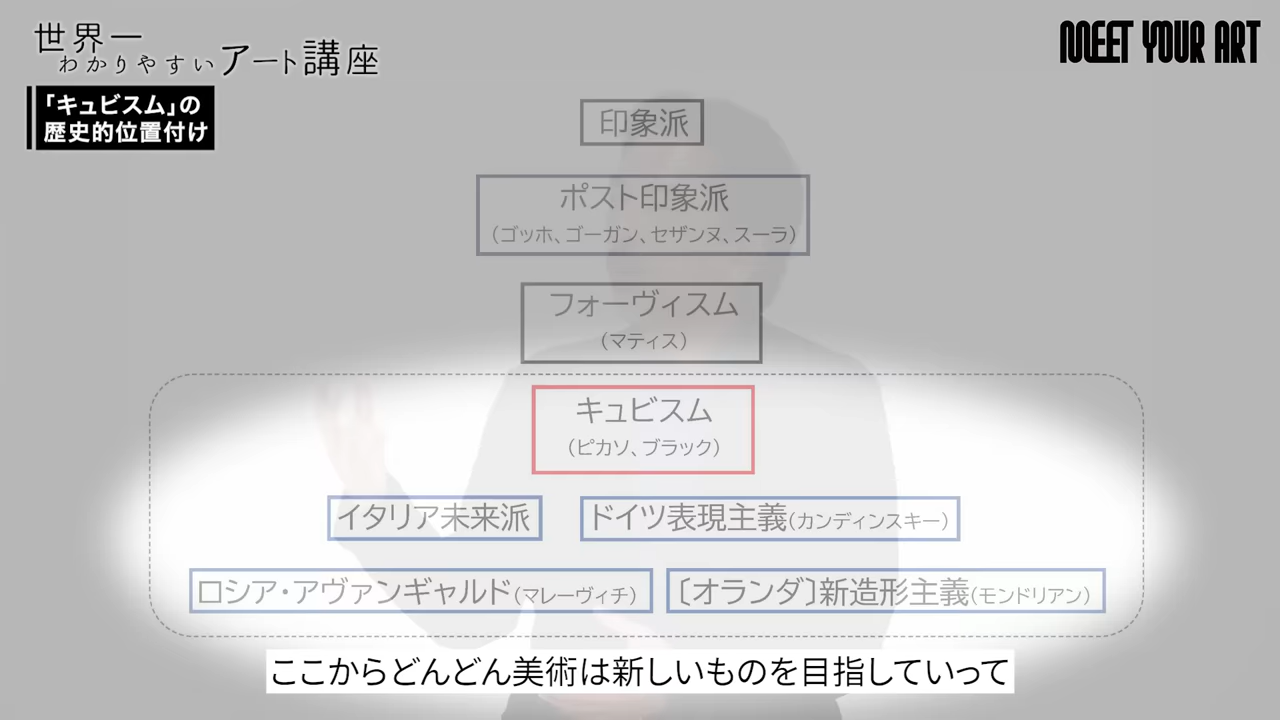 世界一
わかりやすいアート講座
MEET YOUR ART
「キュビスム」の
歴史的位置付け
印象派
ポスト印象派
（ゴッホ、ゴーガン、セザンヌ、スーラ）
フォーヴィスム
（マティス）
キュビスム
（ピカソ、ブラック）
イタリア未来派
ドイツ表現主義（カンディンスキー）
ロシア・アヴァンギャルド（マレーヴィチ）
〔オランダ〕新造形主義（モンドリアン）
ここからどんどん美術は新しいものを目指していって